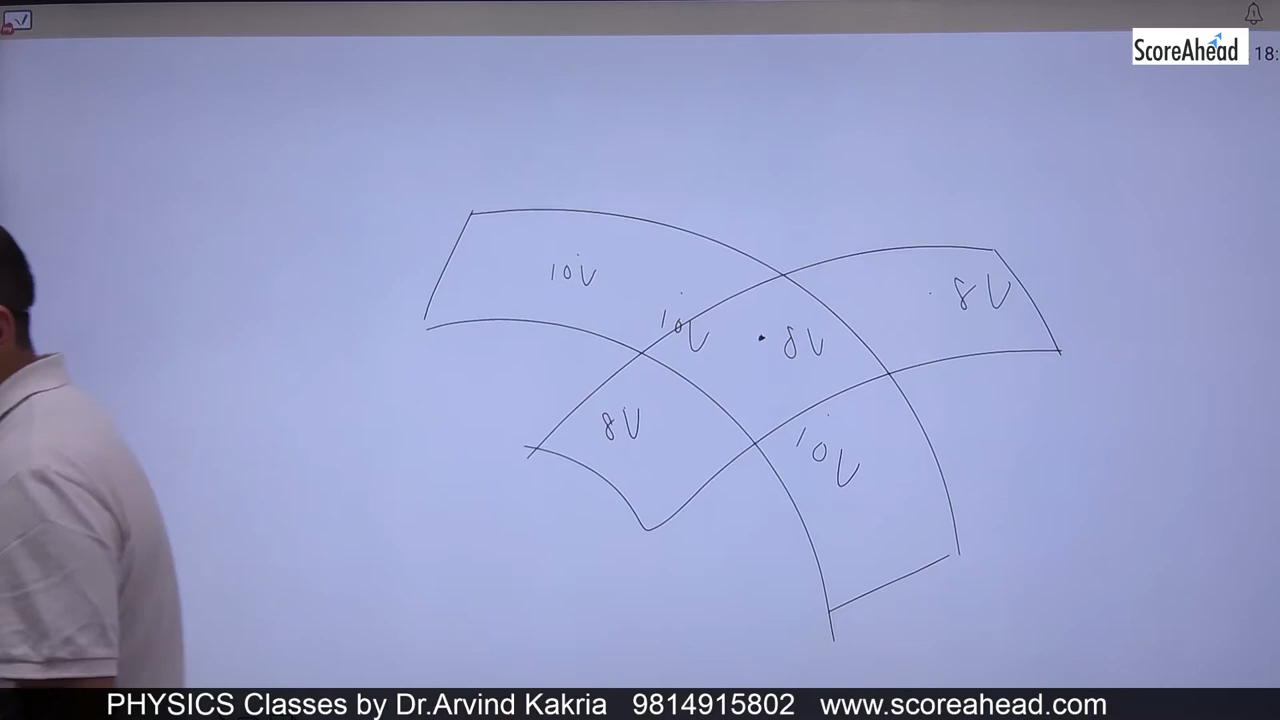 ScoreAhead
18:
10V
8V
10V
8V
8V
10V
PHYSICS Classes by Dr.Arvind Kakria 9814915802 www.scoreahead.com